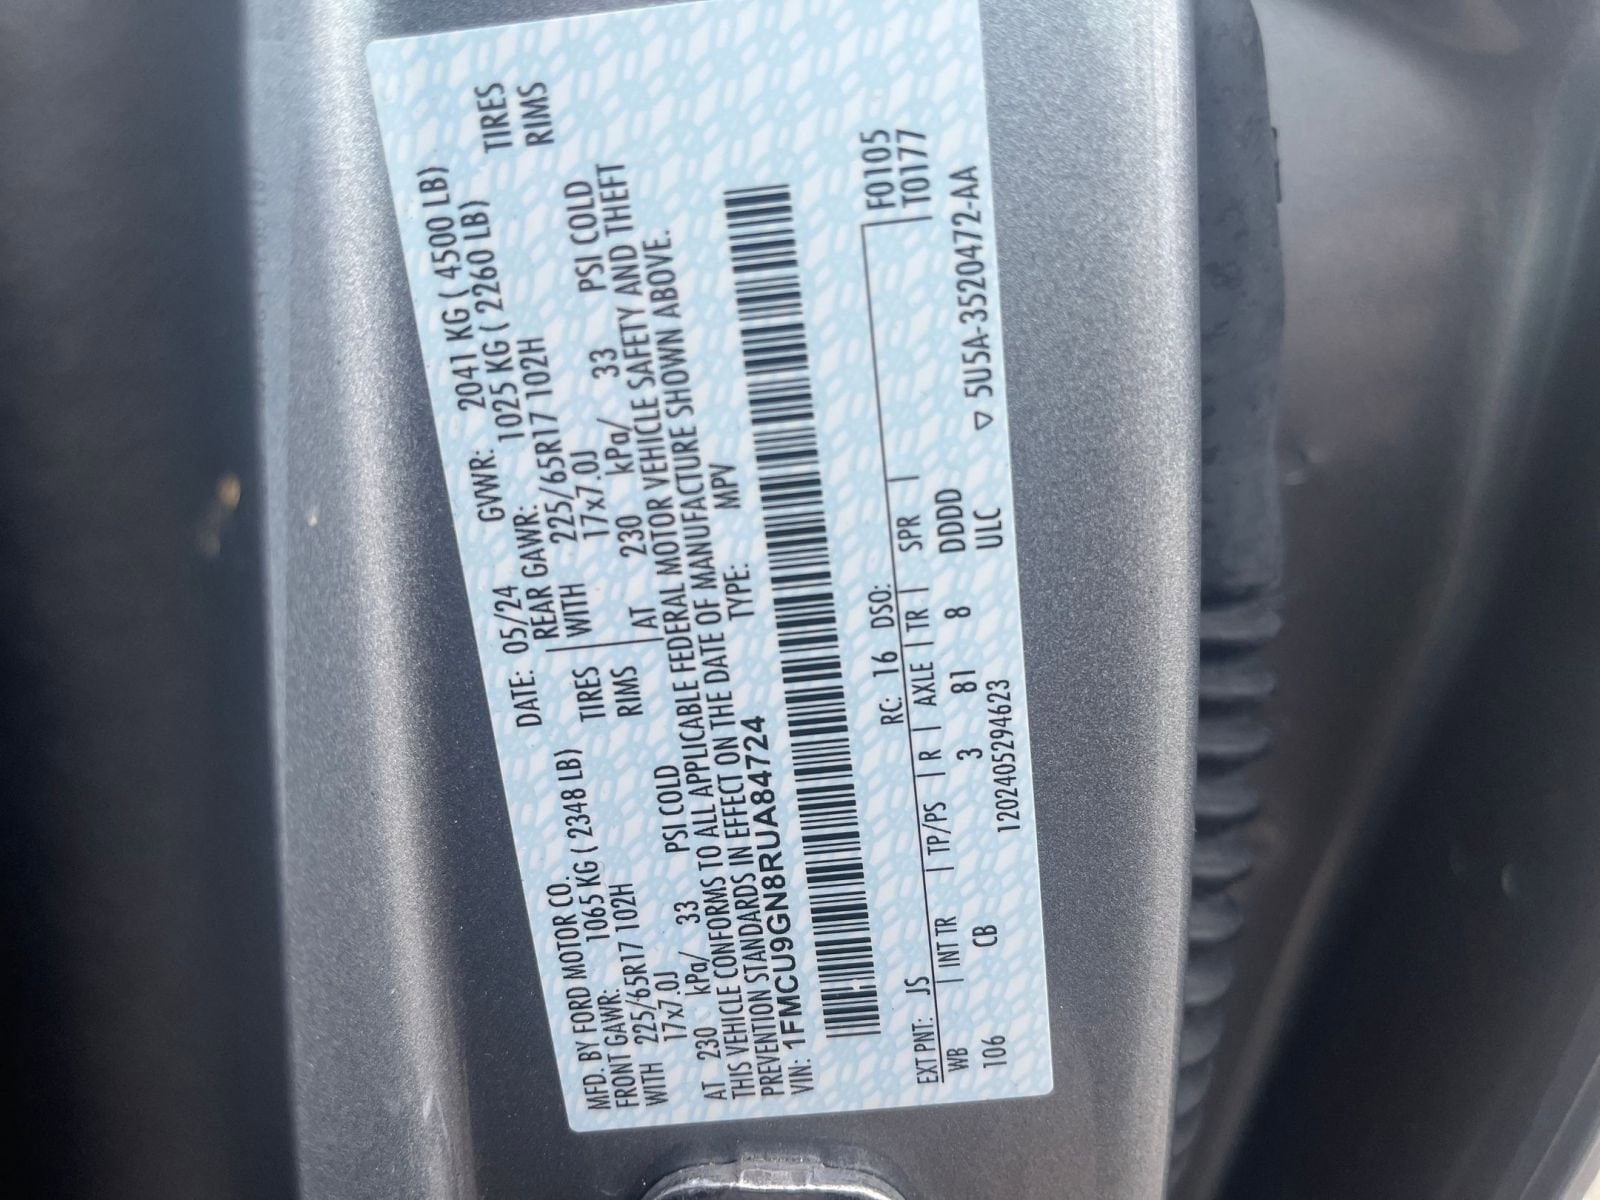 MFD. BY FORD MOTOR CO. DATE: 05/24 GVWR: 2041 KG ( 4500 LB)
FRONT GAWR: 1065 KG ( 2348 LB) REAR GAWR: 1025 KG ( 2260 LB)
WITH 225/65R17 102H TIRES WITH 225/65R17 102H TIRES
17x7.0J RIMS 17x7.0J RIMS
AT 230 kPa/ 33 PSI COLD AT 230 kPa/ 33 PSI COLD
THIS VEHICLE CONFORMS TO ALL APPLICABLE FEDERAL MOTOR VEHICLE SAFETY AND THEFT
PREVENTION STANDARDS IN EFFECT ON THE DATE OF MANUFACTURE SHOWN ABOVE.
VIN: 1FMCU9GN8RUA84724 TYPE: MPV
EXT PNT: JS RC: 16 DSO: F0105
WB | INT TR | TP/PS | R | AXLE | TR | SPR | T0177
106 CB 3 81 8 DDDD
120240529​4623 ULC ▽ 5U5A-3520472-AA